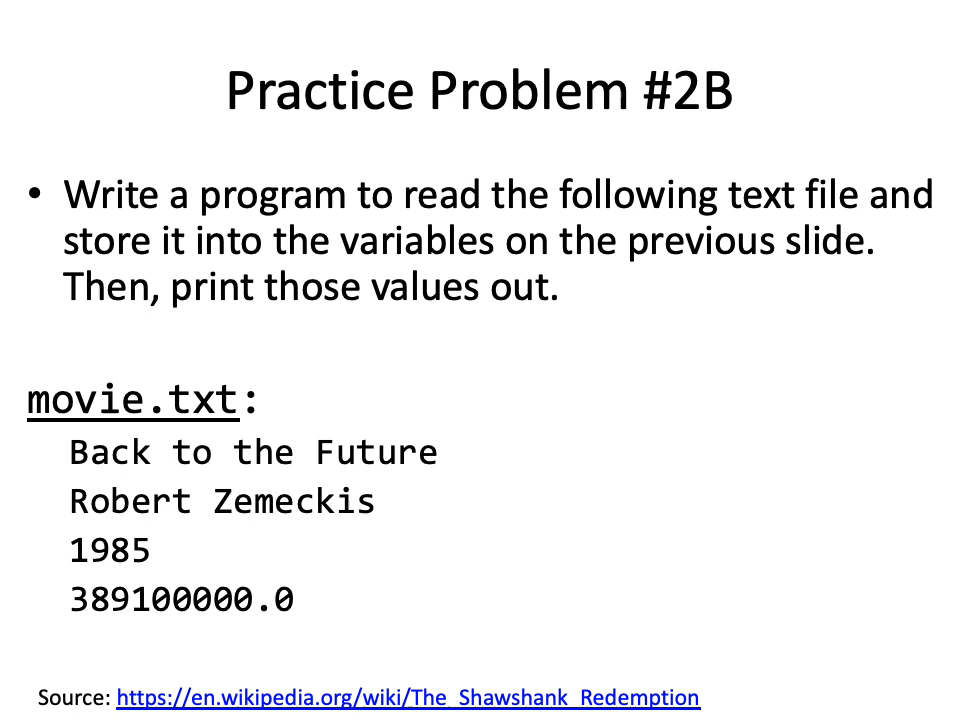 Practice Problem #2B
• Write a program to read the following text file and
store it into the variables on the previous slide.
Then, print those values out.
movie.txt:
Back to the Future
Robert Zemeckis
1985
389100000.0
Source: https://en.wikipedia.org/wiki/The_Shawshank_Redemption